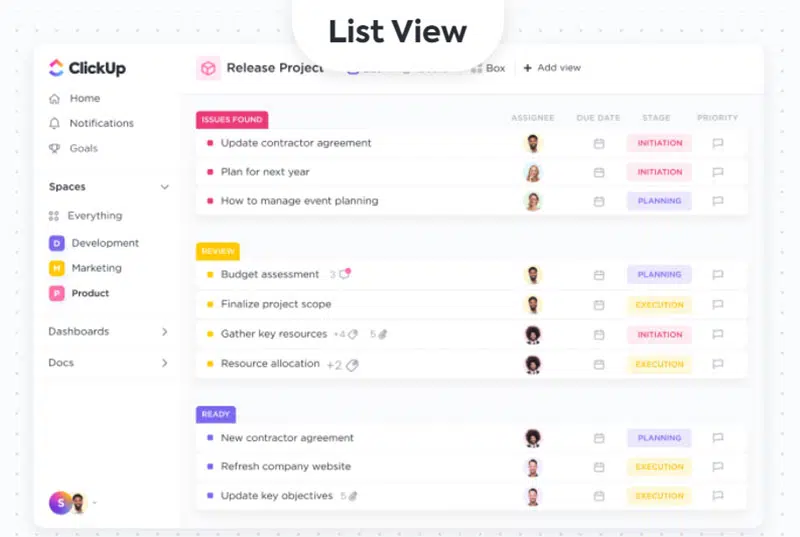 List View
ClickUp
Release Project
Box
+ Add view
Home
Notifications
Goals
Spaces
Everything
D Development
M Marketing
P Product
Dashboards
Docs
S
ISSUES FOUND ASSIGNEE DUE DATE STAGE PRIORITY
Update contractor agreement INITIATION
Plan for next year INITIATION
How to manage event planning PLANNING
REVIEW
Budget assessment 3 PLANNING
Finalize project scope EXECUTION
Gather key resources +4 5 INITIATION
Resource allocation +2 EXECUTION
READY
New contractor agreement PLANNING
Refresh company website EXECUTION
Update key objectives 5 EXECUTION